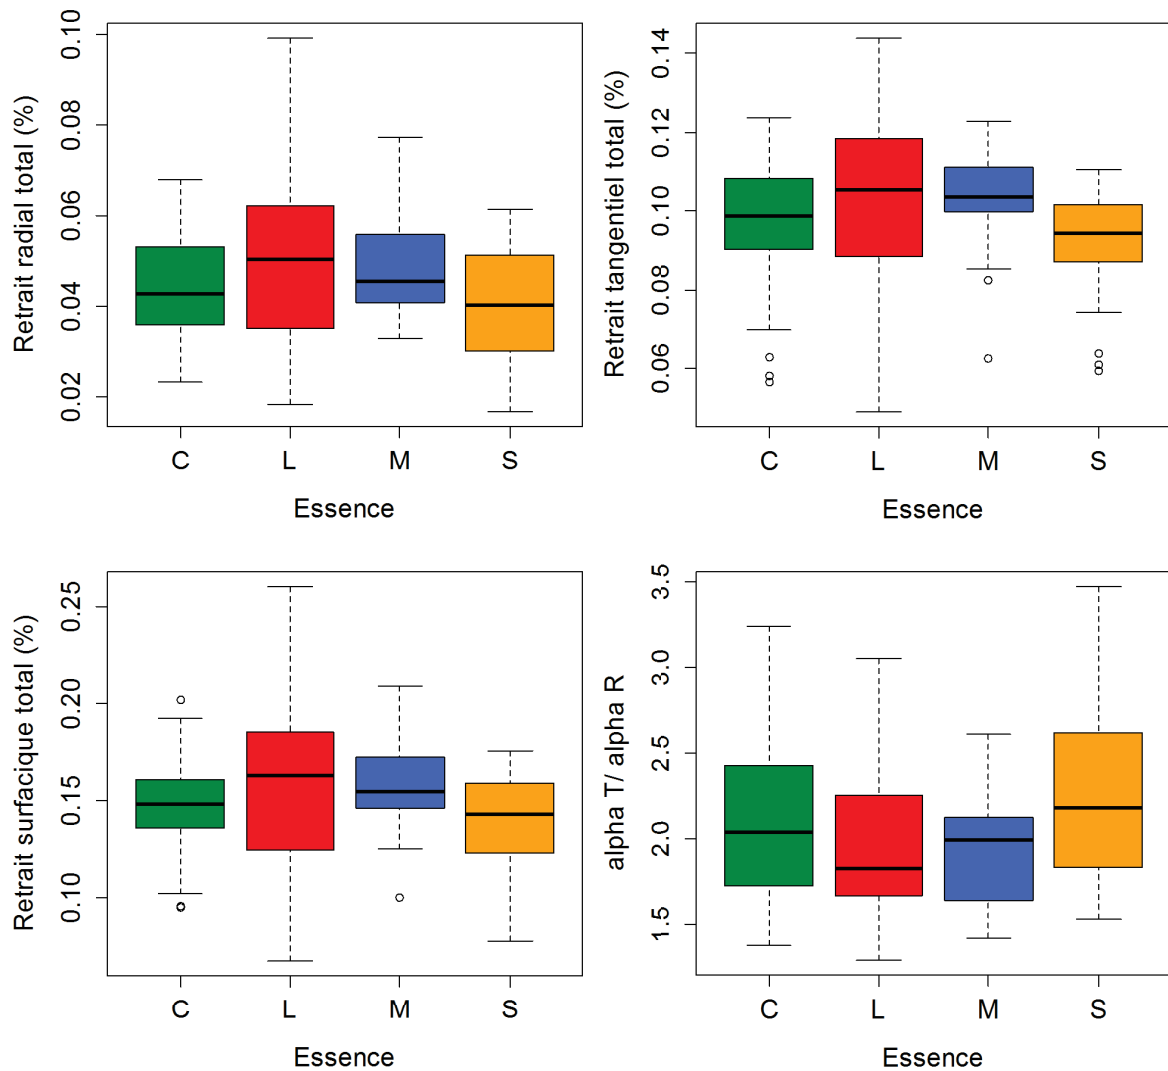 Retrait radial total (%)
0.10
0.08
0.06
0.04
0.02
C L M S
Essence
Retrait tangentiel total (%)
0.14
0.12
0.10
0.08
0.06
C L M S
Essence
Retrait surfacique total (%)
0.25
0.20
0.15
0.10
C L M S
Essence
alpha T/ alpha R
3.5
3.0
2.5
2.0
1.5
C L M S
Essence